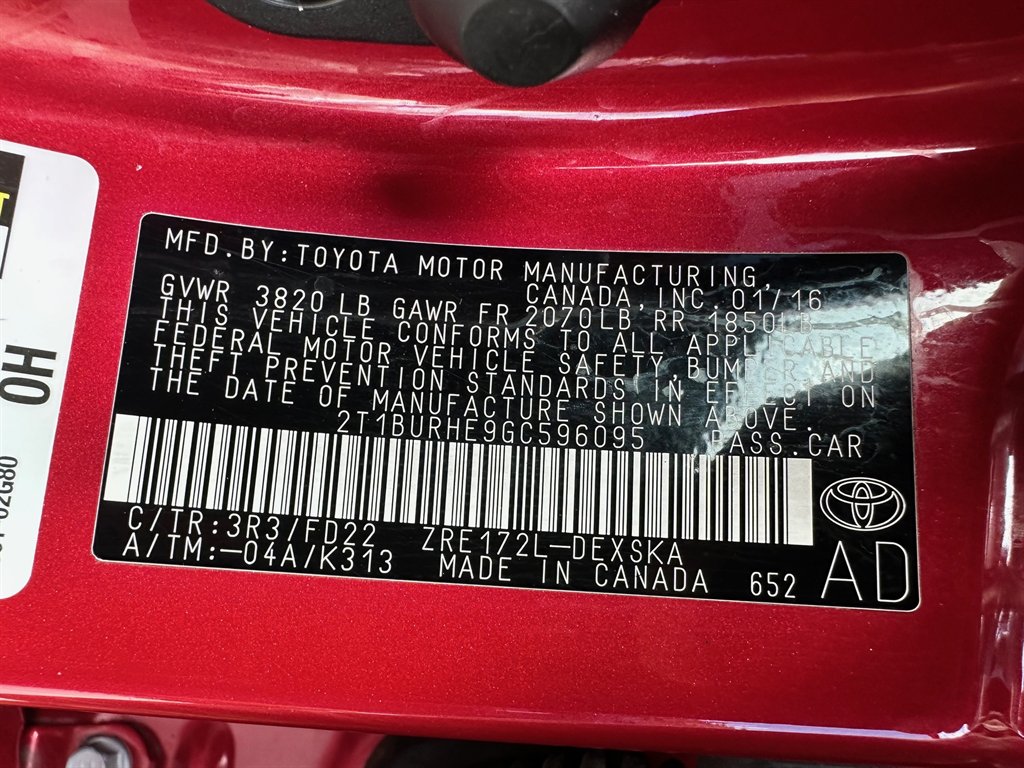 MFD.BY:TOYOTA MOTOR MANUFACTURING,
CANADA,INC.01/16
GVWR 3820 LB GAWR FR 2070LB RR 1850LB
THIS VEHICLE CONFORMS TO ALL APPLICABLE
FEDERAL MOTOR VEHICLE SAFETY BUMPER,AND
THEFT PREVENTION STANDARDS IN EFFECT ON
THE DATE OF MANUFACTURE SHOWN ABOVE.
2T1BURHE9GC596095 PASS.CAR
C/TR:3R3/FD22 ZRE172L-DEXSKA
A/TM:-04A/K313 MADE IN CANADA 652
AD
0H